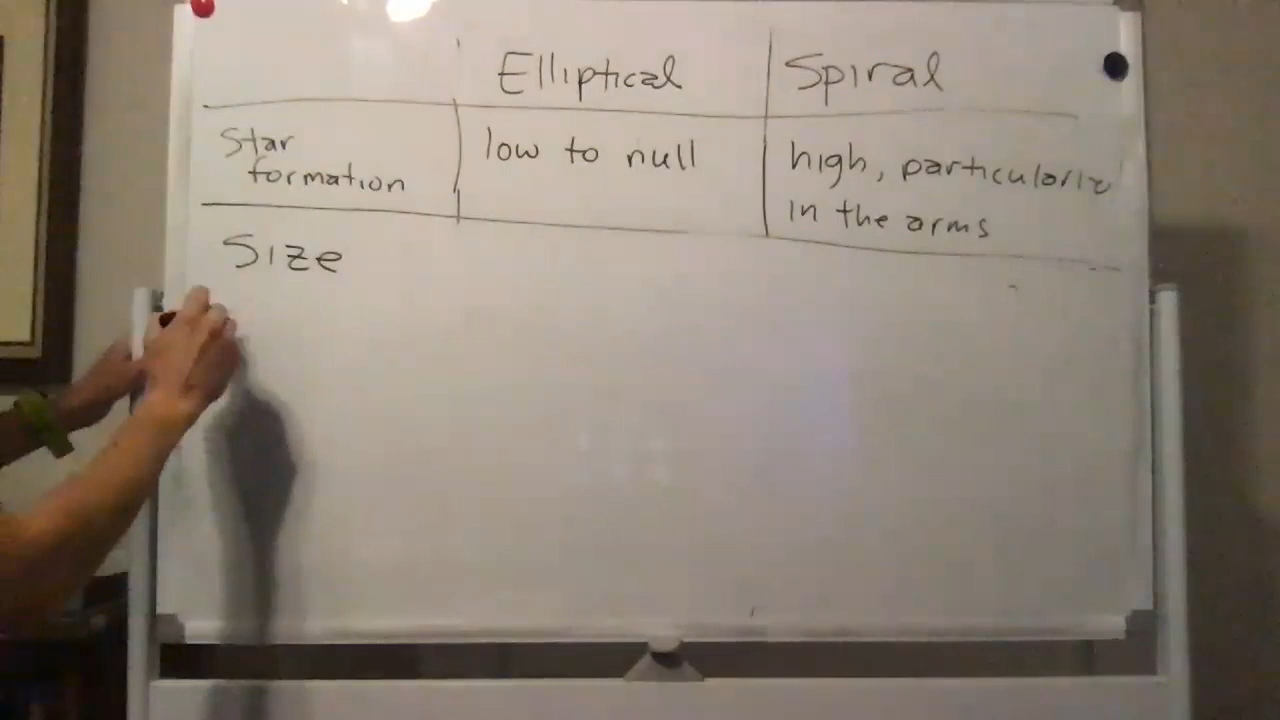 Elliptical Spiral
Star
formation
low to null
high, particularly
in the arms
Size